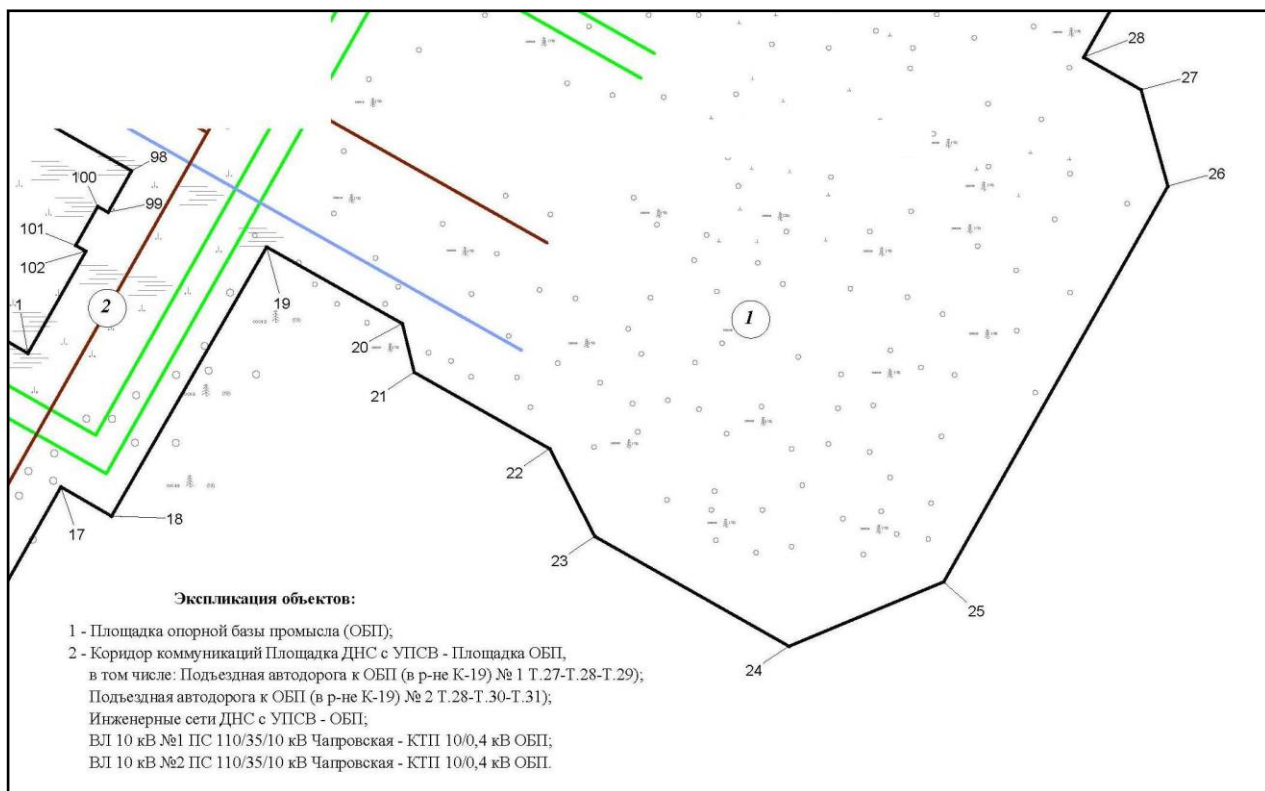 28
27
98
100
26
99
101
102
2
19
1
1
20
21
22
17
18
23
25
24
Экспликация объектов:
1 - Площадка опорной базы промысла (ОБП);
2 - Коридор коммуникаций Площадка ДНС с УПСВ - Площадка ОБП,
в том числе: Подъездная автодорога к ОБП (в р-не К-19) № 1 Т.27-Т.28-Т.29);
Подъездная автодорога к ОБП (в р-не К-19) № 2 Т.28-Т.30-Т.31);
Инженерные сети ДНС с УПСВ - ОБП;
ВЛ 10 кВ №1 ПС 110/35/10 кВ Чапровская - КТП 10/0,4 кВ ОБП;
ВЛ 10 кВ №2 ПС 110/35/10 кВ Чапровская - КТП 10/0,4 кВ ОБП.